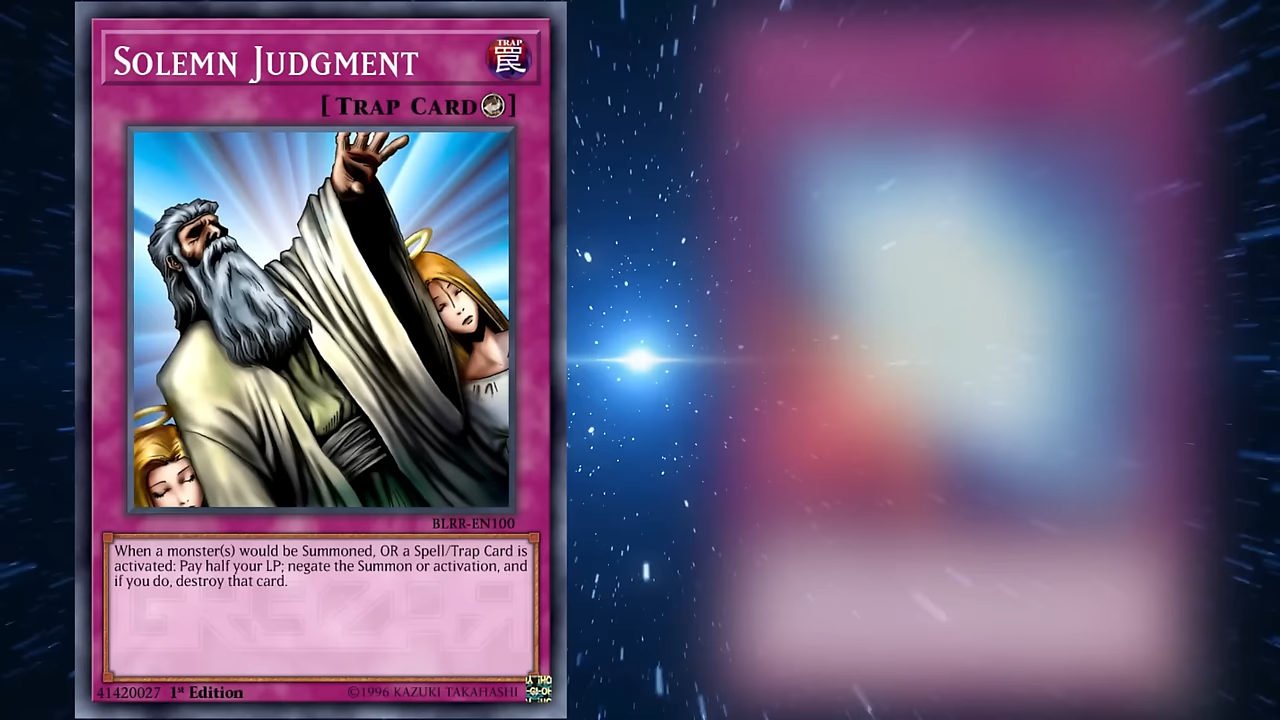 SOLEMN JUDGMENT
TRAP
罠
[TRAP CARD]
BLRR-EN100
When a monster(s) would be Summoned, OR a Spell/Trap Card is
activated: Pay half your LP; negate the Summon or activation, and
if you do, destroy that card.
41420027 1st Edition ©1996 KAZUKI TAKAHASHI